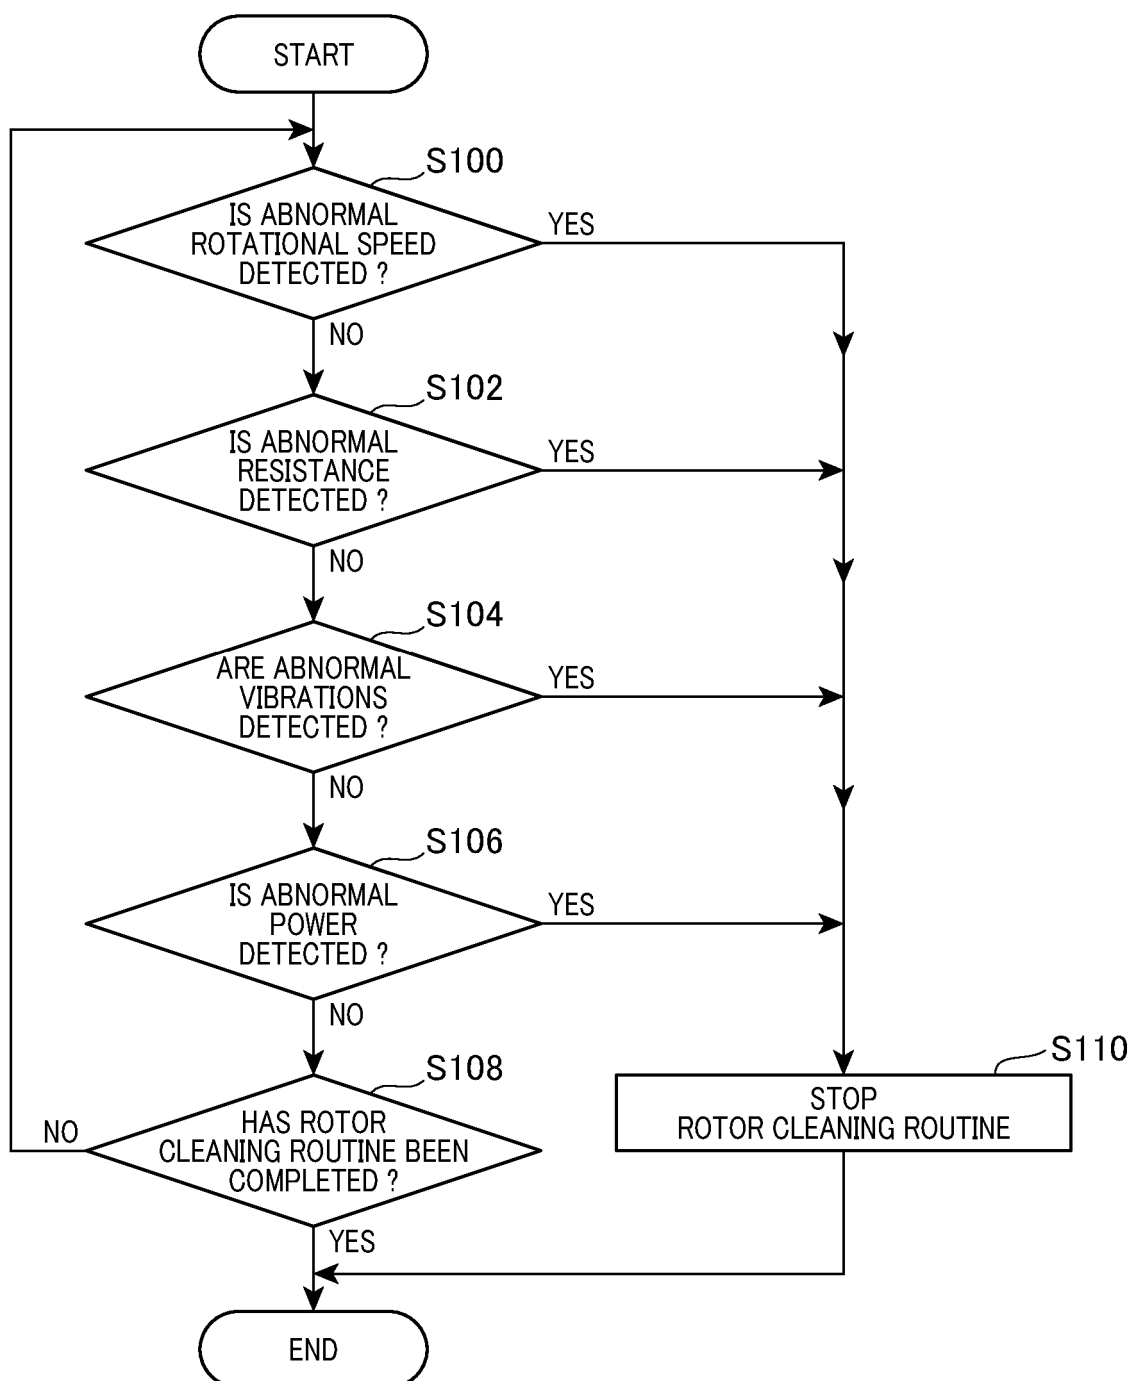 START
S100
IS ABNORMAL
ROTATIONAL SPEED
DETECTED ?
YES
NO
S102
IS ABNORMAL
RESISTANCE
DETECTED ?
YES
NO
S104
ARE ABNORMAL
VIBRATIONS
DETECTED ?
YES
NO
S106
IS ABNORMAL
POWER
DETECTED ?
YES
NO
S108
HAS ROTOR
CLEANING ROUTINE BEEN
COMPLETED ?
NO
YES
S110
STOP
ROTOR CLEANING ROUTINE
END